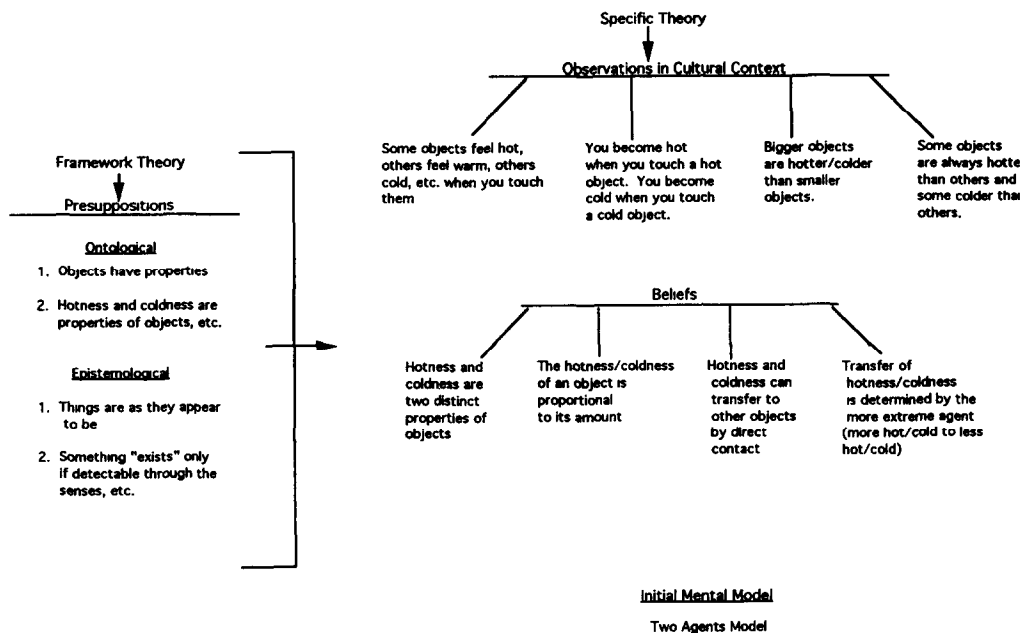 Specific Theory
Observations in Cultural Context
Some objects feel hot,
others feel warm, others
cold, etc. when you touch
them
You become hot
when you touch a hot
object. You become
cold when you touch
a cold object.
Bigger objects
are hotter/colder
than smaller
objects.
Some objects
are always hotte
than others and
some colder than
others.
Framework Theory
Presuppositions
Ontological
1. Objects have properties
2. Hotness and coldness are
properties of objects, etc.
Epistemological
1. Things are as they appear
to be
2. Something "exists" only
if detectable through the
senses, etc.
Beliefs
Hotness and
coldness are
two distinct
properties of
objects
The hotness/coldness
of an object is
proportional
to its amount
Hotness and
coldness can
transfer to
other objects
by direct
contact
Transfer of
hotness/coldness
is determined by the
more extreme agent
(more hot/cold to less
hot/cold)
Initial Mental Model
Two Agents Model